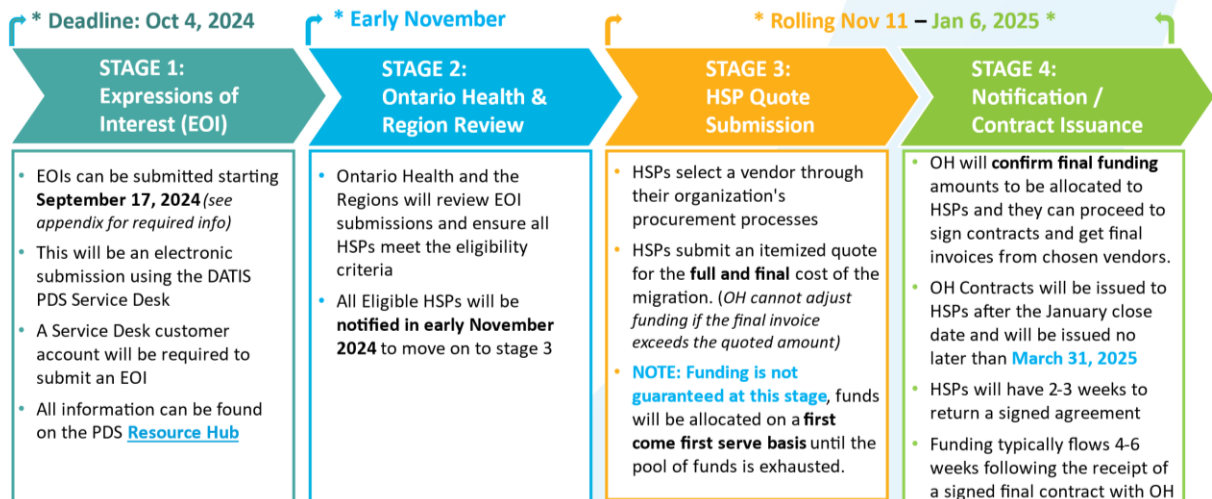 * Deadline: Oct 4, 2024
* Early November
* Rolling Nov 11 – Jan 6, 2025 *
STAGE 1:
Expressions of
Interest (EOI)
• EOIs can be submitted starting
September 17, 2024 (see
appendix for required info)
• This will be an electronic
submission using the DATIS
PDS Service Desk
• A Service Desk customer
account will be required to
submit an EOI
• All information can be found
on the PDS Resource Hub
STAGE 2:
Ontario Health &
Region Review
• Ontario Health and the
Regions will review EOI
submissions and ensure all
HSPs meet the eligibility
criteria
• All Eligible HSPs will be
notified in early November
2024 to move on to stage 3
STAGE 3:
HSP Quote
Submission
• HSPs select a vendor through
their organization's
procurement processes
• HSPs submit an itemized quote
for the full and final cost of the
migration. (OH cannot adjust
funding if the final invoice
exceeds the quoted amount)
• NOTE: Funding is not
guaranteed at this stage, funds
will be allocated on a first
come first serve basis until the
pool of funds is exhausted.
STAGE 4:
Notification /
Contract Issuance
• OH will confirm final funding
amounts to be allocated to
HSPs and they can proceed to
sign contracts and get final
invoices from chosen vendors.
• OH Contracts will be issued to
HSPs after the January close
date and will be issued no
later than March 31, 2025
• HSPs will have 2-3 weeks to
return a signed agreement
• Funding typically flows 4-6
weeks following the receipt of
a signed final contract with OH